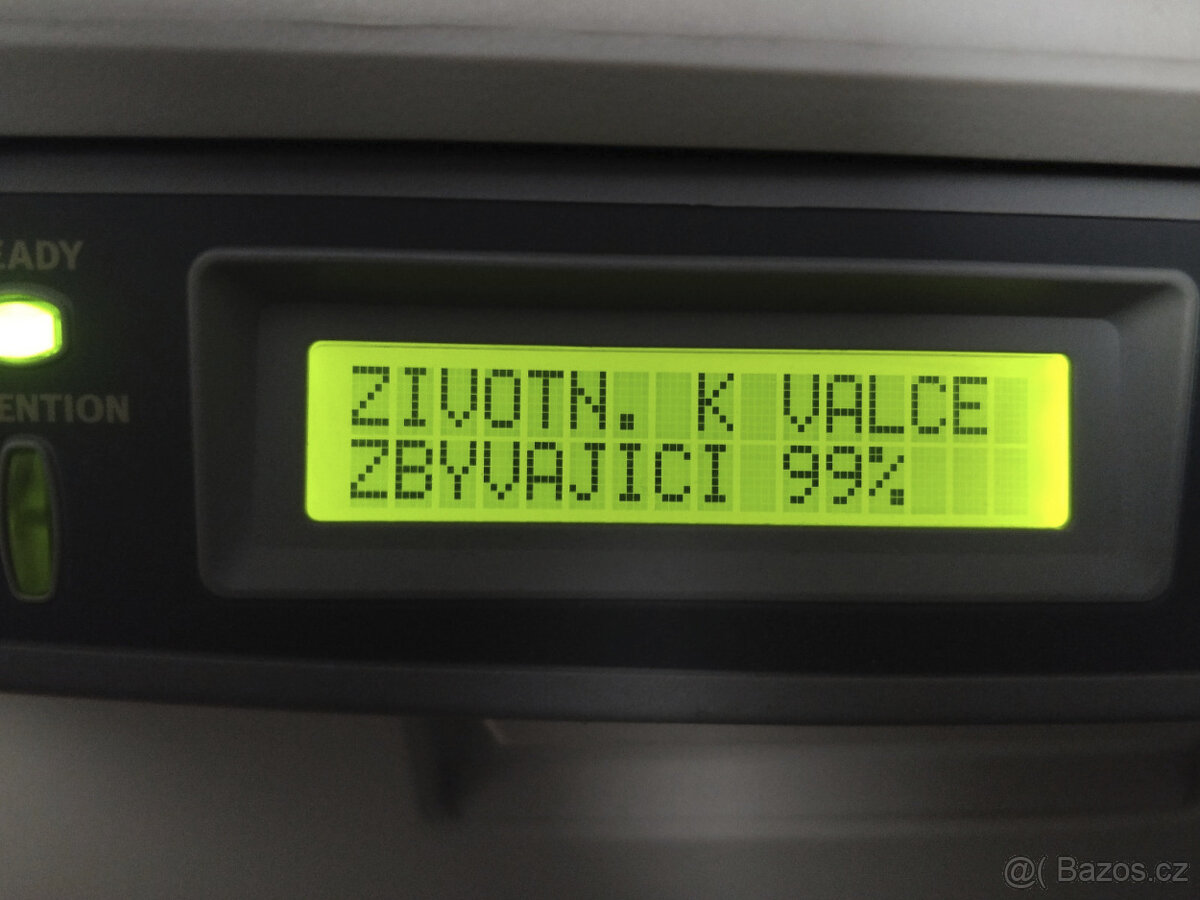 EADY
ENTION
ZIVOTN. K VALCE
ZBYVAJICI 99%
@( Bazos.cz